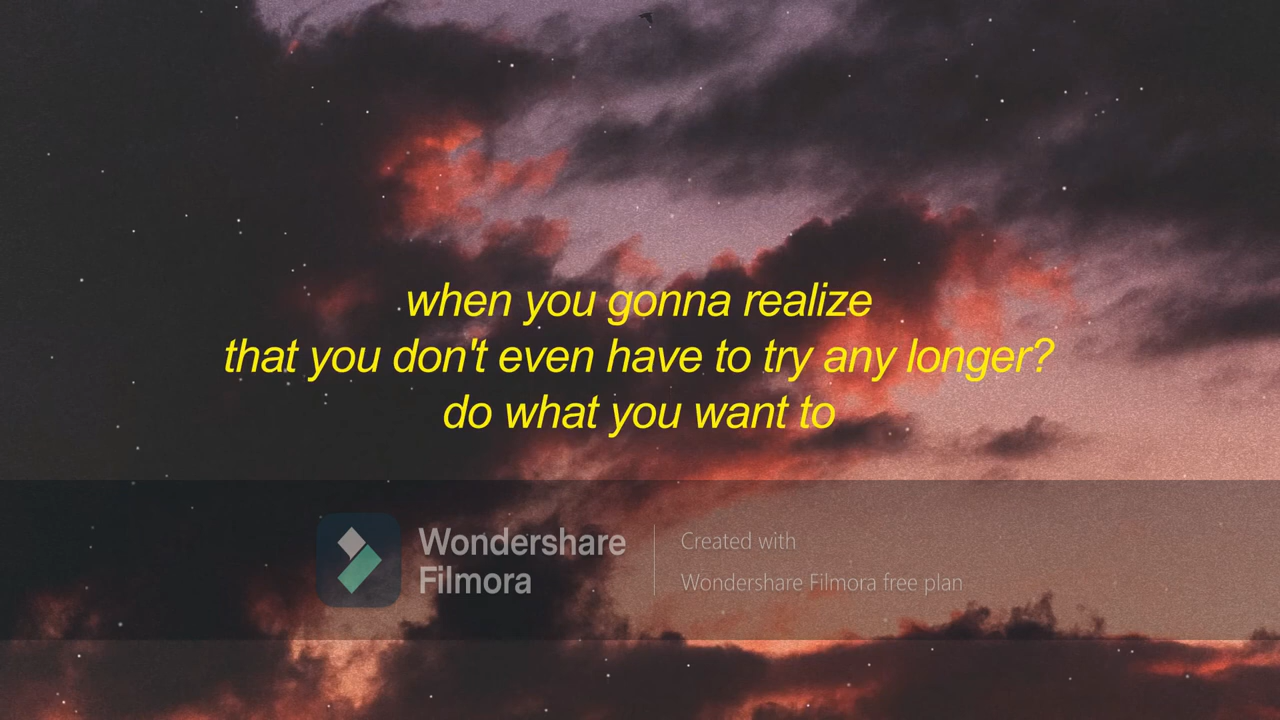 when you gonna realize
that you don't even have to try any longer?
do what you want to
Wondershare
Filmora
Created with
Wondershare Filmora free plan